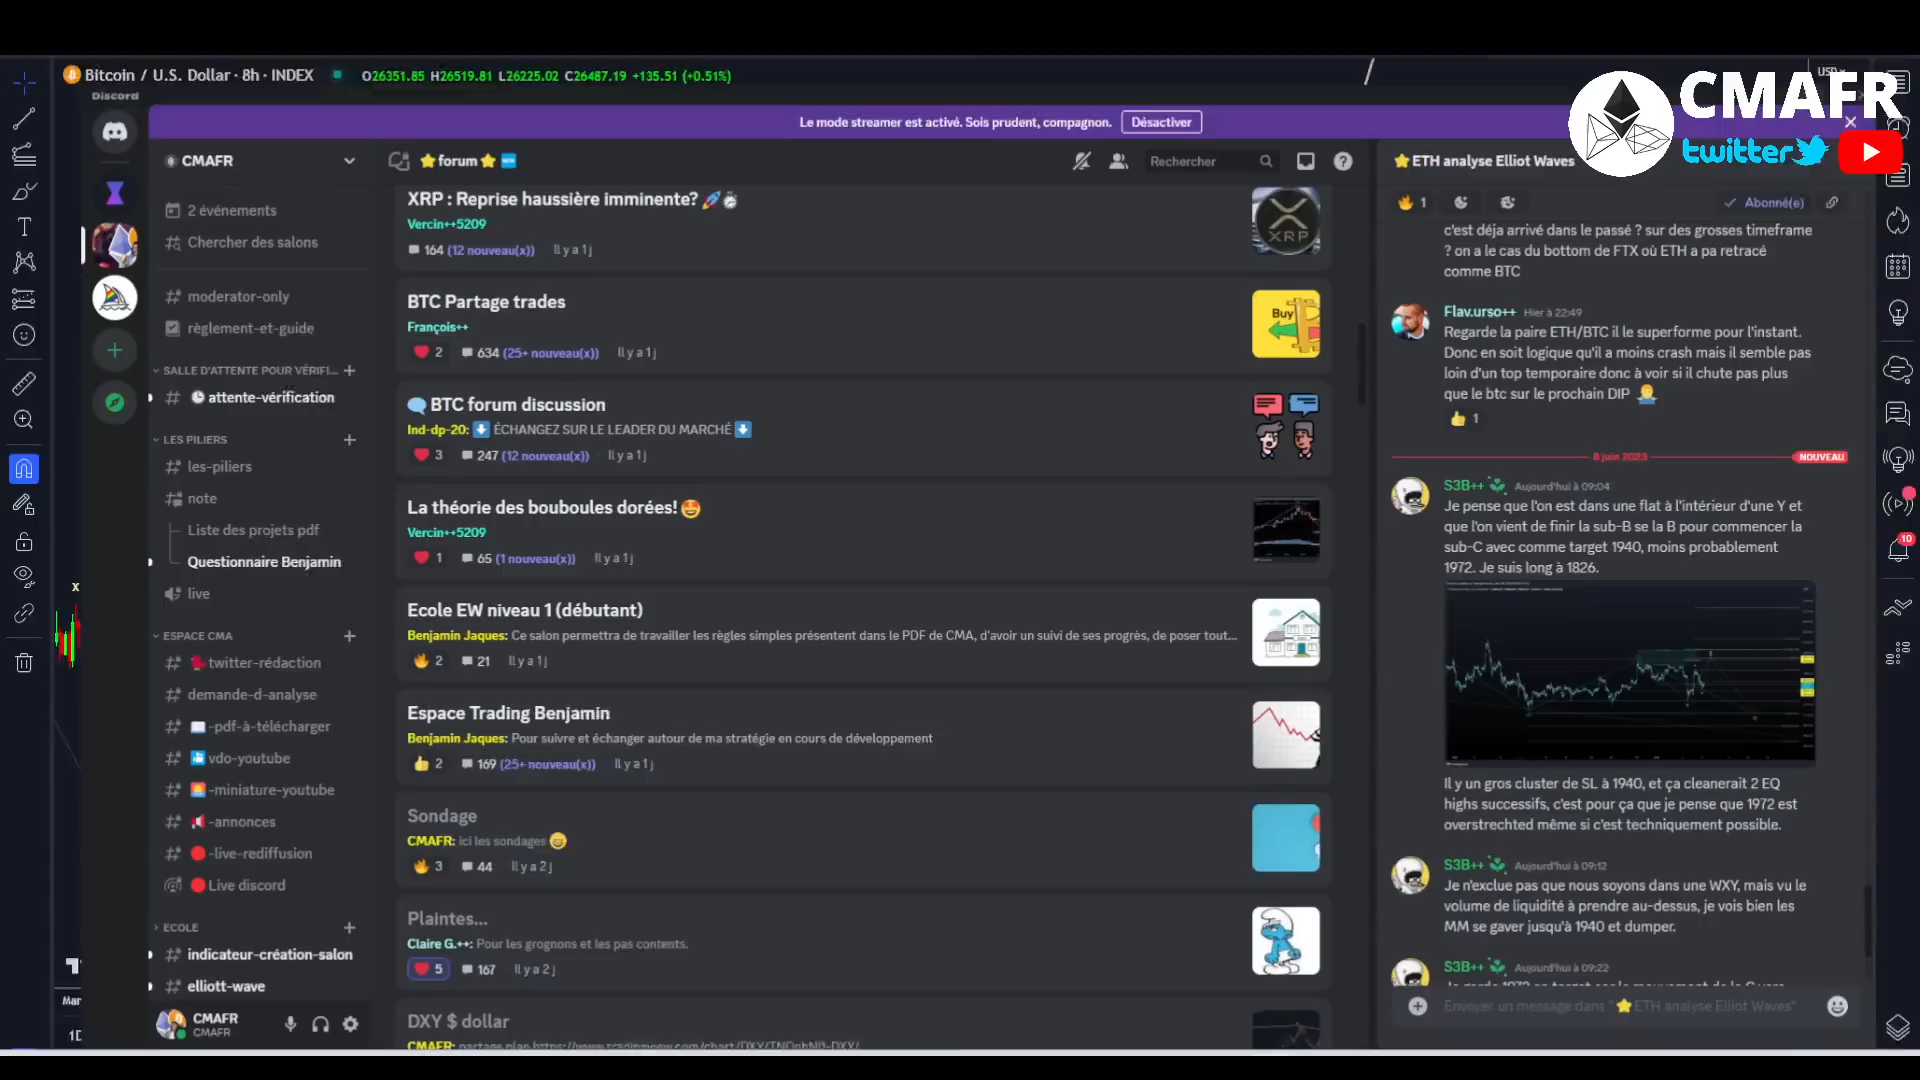 Bitcoin / U.S. Dollar · 8h · INDEX
O26351.85 H26519.81 L26225.02 C26487.19 +135.51 (+0.51%)
USD
CMAFR
twitter
Discord
Le mode streamer est activé. Sois prudent, compagnon.
Désactiver
CMAFR
2 événements
Chercher des salons
moderator-only
règlement-et-guide
SALLE D'ATTENTE POUR VÉRIFI...
attente-vérification
LES PILIERS
les-piliers
note
Liste des projets pdf
Questionnaire Benjamin
live
ESPACE CMA
twitter-rédaction
demande-d-analyse
-pdf-à-télécharger
vdo-youtube
-miniature-youtube
-annonces
-live-rediffusion
Live discord
ECOLE
indicateur-création-salon
elliott-wave
CMAFR
CMAFR
Mar
1D
x
⭐forum⭐
Rechercher
XRP : Reprise haussière imminente? 🚀
Vercin++5209
164 (12 nouveau(x)) Il y a 1 j
XRP
BTC Partage trades
François++
2 634 (25+ nouveau(x)) Il y a 1 j
Buy
BTC forum discussion
Ind-dp-20: ⬇ ÉCHANGEZ SUR LE LEADER DU MARCHÉ ⬇
3 247 (12 nouveau(x)) Il y a 1 j
La théorie des bouboules dorées! 🤩
Vercin++5209
1 65 (1 nouveau(x)) Il y a 1 j
Ecole EW niveau 1 (débutant)
Benjamin Jaques: Ce salon permettra de travailler les règles simples présentent dans le PDF de CMA, d'avoir un suivi de ses progrès, de poser tout...
2 21 Il y a 1 j
Espace Trading Benjamin
Benjamin Jaques: Pour suivre et échanger autour de ma stratégie en cours de développement
2 169 (25+ nouveau(x)) Il y a 1 j
Sondage
CMAFR: ici les sondages
3 44 Il y a 2 j
Plaintes...
Claire G.++: Pour les grognons et les pas contents.
5 167 Il y a 2 j
DXY $ dollar
⭐ETH analyse Elliot Waves
1
Abonné(e)
c'est déja arrivé dans le passé ? sur des grosses timeframe
? on a le cas du bottom de FTX où ETH a pa retracé
comme BTC
Flav.urso++ Hier à 22:49
Regarde la paire ETH/BTC il le superforme pour l'instant.
Donc en soit logique qu'il a moins crash mais il semble pas
loin d'un top temporaire donc à voir si il chute pas plus
que le btc sur le prochain DIP
1
8 juin 2023
NOUVEAU
S3B++ Aujourd'hui à 09:04
Je pense que l'on est dans une flat à l'intérieur d'une Y et
que l'on vient de finir la sub-B se la B pour commencer la
sub-C avec comme target 1940, moins probablement
1972. Je suis long à 1826.
Il y un gros cluster de SL à 1940, et ça cleanerait 2 EQ
highs successifs, c'est pour ça que je pense que 1972 est
overstrechted même si c'est techniquement possible.
S3B++ Aujourd'hui à 09:12
Je n'exclue pas que nous soyons dans une WXY, mais vu le
volume de liquidité à prendre au-dessus, je vois bien les
MM se gaver jusqu'à 1940 et dumper.
S3B++ Aujourd'hui à 09:22
Envoyer un message dans "⭐ETH analyse Elliot Waves"
10